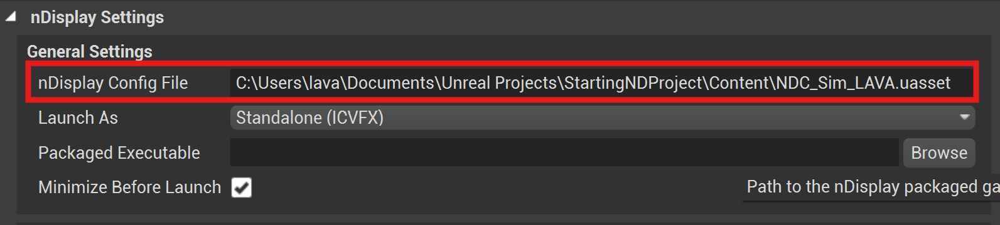 nDisplay Settings
General Settings
nDisplay Config File C:\Users\lava\Documents\Unreal Projects\StartingNDProject\Content\NDC_Sim_LAVA.uasset
Launch As Standalone (ICVFX)
Packaged Executable Browse
Minimize Before Launch Path to the nDisplay packaged ga